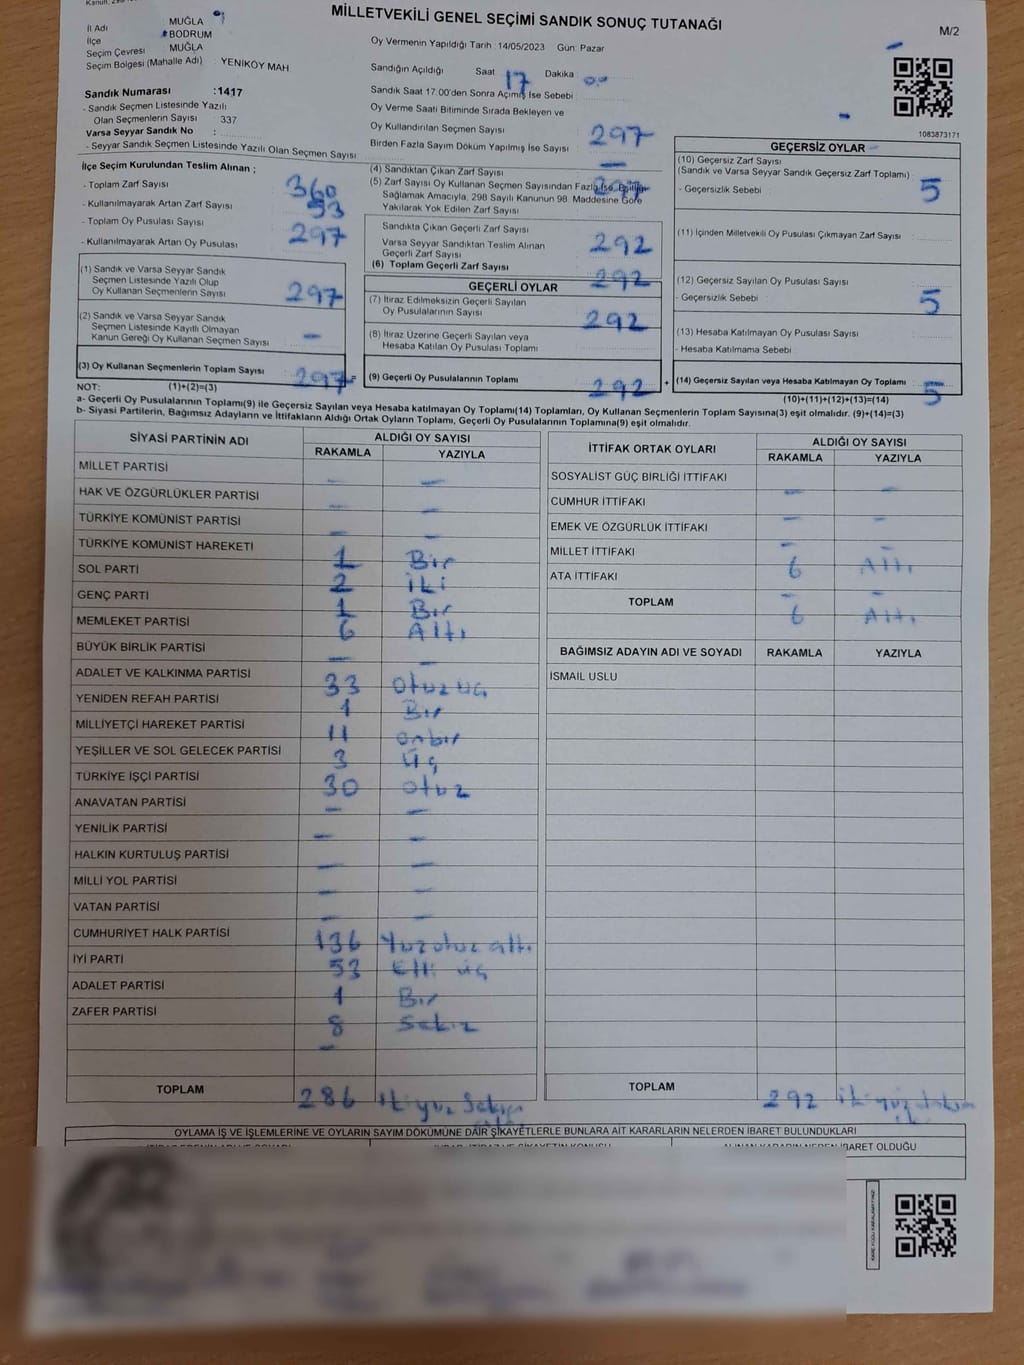 MİLLETVEKİLİ GENEL SEÇİMİ SANDIK SONUÇ TUTANAĞI
M/2
İl Adı MUĞLA
İlçe BODRUM
Seçim Çevresi MUĞLA
Seçim Bölgesi (Mahalle Adı) YENİKÖY MAH
Oy Vermenin Yapıldığı Tarih :14/05/2023 Gün: Pazar
Sandığın Açıldığı Saat 17 Dakika
Sandık Saat 17.00'den Sonra Açılmış İse Sebebi
Oy Verme Saati Bitiminde Sırada Bekleyen ve
Oy Kullandırılan Seçmen Sayısı 297
Birden Fazla Sayım Döküm Yapılmış İse Sayısı —
Sandık Numarası :1417
- Sandık Seçmen Listesinde Yazılı
Olan Seçmenlerin Sayısı 337
Varsa Seyyar Sandık No :
- Seyyar Sandık Seçmen Listesinde Yazılı Olan Seçmen Sayısı
1083873171
İlçe Seçim Kurulundan Teslim Alınan ;
- Toplam Zarf Sayısı 360
- Kullanılmayarak Artan Zarf Sayısı 53
- Toplam Oy Pusulası Sayısı 297
- Kullanılmayarak Artan Oy Pusulası
(1) Sandık ve Varsa Seyyar Sandık
Seçmen Listesinde Yazılı Olup
Oy Kullanan Seçmenlerin Sayısı 297
(2) Sandık ve Varsa Seyyar Sandık
Seçmen Listesinde Kayıtlı Olmayan
Kanun Gereği Oy Kullanan Seçmen Sayısı —
(3) Oy Kullanan Seçmenlerin Toplam Sayısı 297 =
(4) Sandıktan Çıkan Zarf Sayısı 297
(5) Zarf Sayısı Oy Kullanan Seçmen Sayısından Fazla İse, Eşitliği
Sağlamak Amacıyla, 298 Sayılı Kanunun 98. Maddesine Göre
Yakılarak Yok Edilen Zarf Sayısı
Sandıkta Çıkan Geçerli Zarf Sayısı 292
Varsa Seyyar Sandıktan Teslim Alınan
Geçerli Zarf Sayısı
(6) Toplam Geçerli Zarf Sayısı 292
GEÇERLİ OYLAR
(7) İtiraz Edilmeksizin Geçerli Sayılan
Oy Pusulalarının Sayısı 292
(8) İtiraz Üzerine Geçerli Sayılan veya
Hesaba Katılan Oy Pusulası Toplamı
(9) Geçerli Oy Pusulalarının Toplamı 292 +
GEÇERSİZ OYLAR
(10) Geçersiz Zarf Sayısı
(Sandık ve Varsa Seyyar Sandık Geçersiz Zarf Toplamı)
- Geçersizlik Sebebi 5
(11) İçinden Milletvekili Oy Pusulası Çıkmayan Zarf Sayısı
(12) Geçersiz Sayılan Oy Pusulası Sayısı
- Geçersizlik Sebebi 5
(13) Hesaba Katılmayan Oy Pusulası Sayısı
- Hesaba Katılmama Sebebi
(14) Geçersiz Sayılan veya Hesaba Katılmayan Oy Toplamı 5
NOT: (1)+(2)=(3)
(10)+(11)+(12)+(13)=(14)
a- Geçerli Oy Pusulalarının Toplamı(9) ile Geçersiz Sayılan veya Hesaba katılmayan Oy Toplamı(14) Toplamları, Oy Kullanan Seçmenlerin Toplam Sayısına(3) eşit olmalıdır. (9)+(14)=(3)
b- Siyasi Partilerin, Bağımsız Adayların ve İttifakların Aldığı Ortak Oyların Toplamı, Geçerli Oy Pusulalarının Toplamına(9) eşit olmalıdır.
SİYASİ PARTİNİN ADI ALDIĞI OY SAYISI
RAKAMLA YAZIYLA
MİLLET PARTİSİ — —
HAK VE ÖZGÜRLÜKLER PARTİSİ — —
TÜRKİYE KOMÜNİST PARTİSİ — —
TÜRKİYE KOMÜNİST HAREKETİ 1 Bir
SOL PARTİ 2 iki
GENÇ PARTİ 1 Bir
MEMLEKET PARTİSİ 6 Altı
BÜYÜK BİRLİK PARTİSİ — —
ADALET VE KALKINMA PARTİSİ 33 otuz üç
YENİDEN REFAH PARTİSİ 1 Bir
MİLLİYETÇİ HAREKET PARTİSİ 11 onbir
YEŞİLLER VE SOL GELECEK PARTİSİ 3 üç
TÜRKİYE İŞÇİ PARTİSİ 30 otuz
ANAVATAN PARTİSİ — —
YENİLİK PARTİSİ — —
HALKIN KURTULUŞ PARTİSİ — —
MİLLİ YOL PARTİSİ — —
VATAN PARTİSİ — —
CUMHURİYET HALK PARTİSİ 136 Yüz otuz altı
İYİ PARTİ 53 Elli üç
ADALET PARTİSİ 1 Bir
ZAFER PARTİSİ 8 Sekiz
—
TOPLAM 286
İTTİFAK ORTAK OYLARI ALDIĞI OY SAYISI
RAKAMLA YAZIYLA
SOSYALİST GÜÇ BİRLİĞİ İTTİFAKI — —
CUMHUR İTTİFAKI — —
EMEK VE ÖZGÜRLÜK İTTİFAKI — —
MİLLET İTTİFAKI 6 Altı
ATA İTTİFAKI — —
TOPLAM 6 Altı
BAĞIMSIZ ADAYIN ADI VE SOYADI RAKAMLA YAZIYLA
İSMAİL USLU
TOPLAM 292
OYLAMA İŞ VE İŞLEMLERİNE VE OYLARIN SAYIM DÖKÜMÜNE DAİR ŞİKAYETLERLE BUNLARA AİT KARARLARIN NELERDEN İBARET BULUNDUKLARI